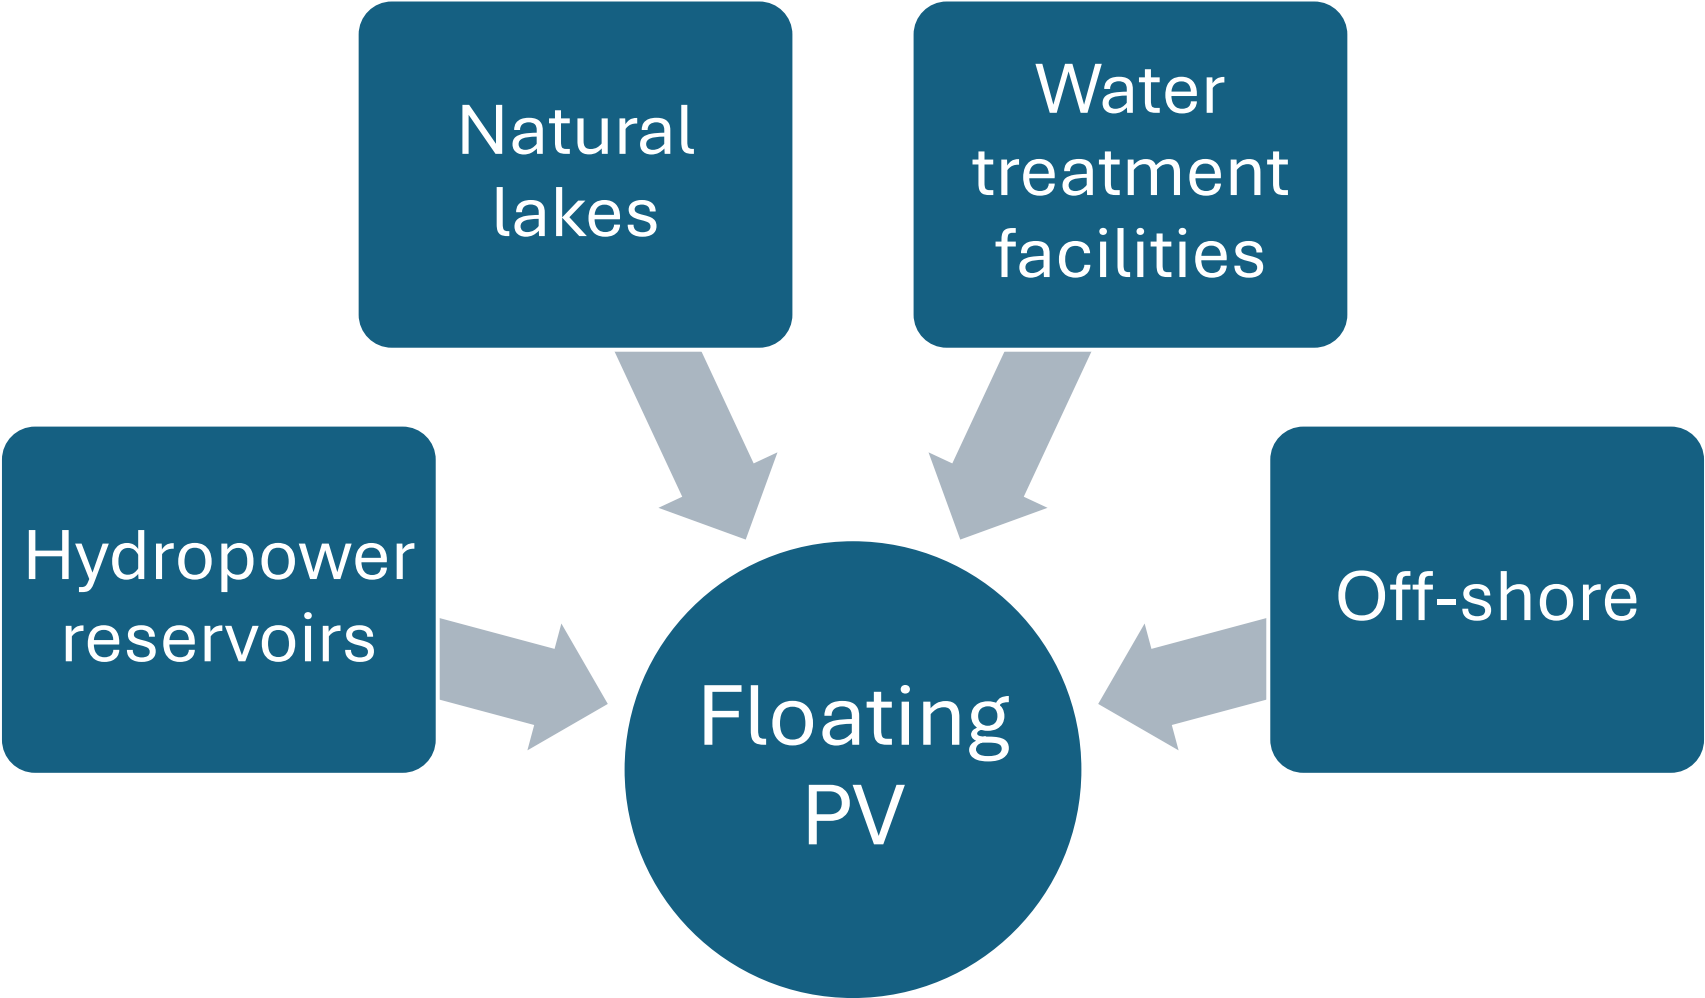 Natural
lakes
Water
treatment
facilities
Hydropower
reservoirs
Off-shore
Floating
PV